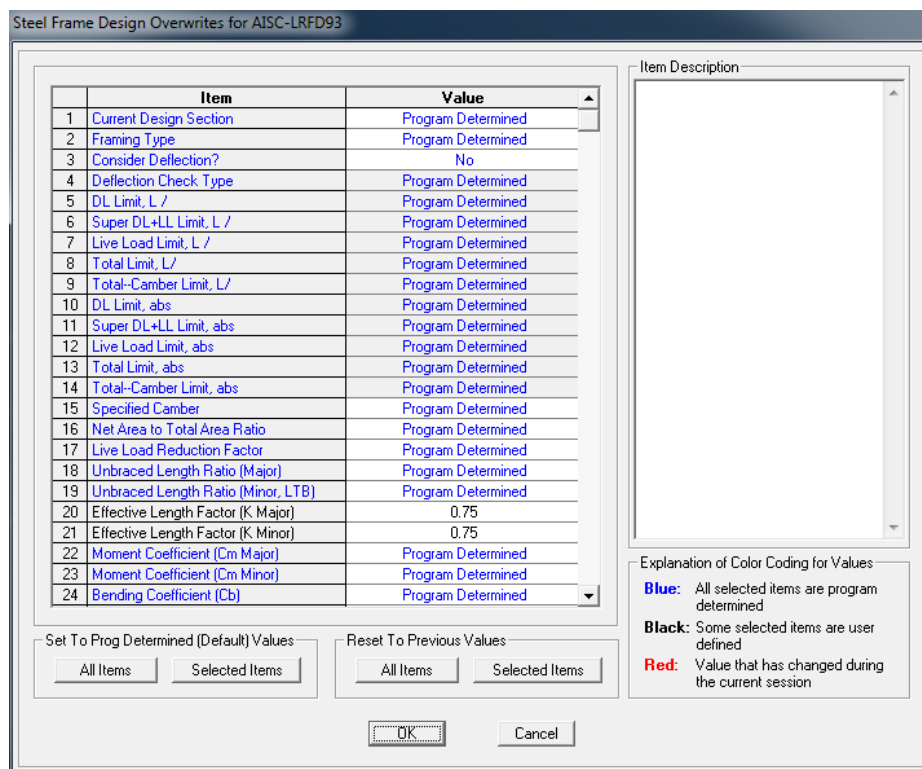 Steel Frame Design Overwrites for AISC-LRFD93
Item Value
1 Current Design Section Program Determined
2 Framing Type Program Determined
3 Consider Deflection? No
4 Deflection Check Type Program Determined
5 DL Limit, L / Program Determined
6 Super DL+LL Limit, L / Program Determined
7 Live Load Limit, L / Program Determined
8 Total Limit, L/ Program Determined
9 Total--Camber Limit, L/ Program Determined
10 DL Limit, abs Program Determined
11 Super DL+LL Limit, abs Program Determined
12 Live Load Limit, abs Program Determined
13 Total Limit, abs Program Determined
14 Total--Camber Limit, abs Program Determined
15 Specified Camber Program Determined
16 Net Area to Total Area Ratio Program Determined
17 Live Load Reduction Factor Program Determined
18 Unbraced Length Ratio (Major) Program Determined
19 Unbraced Length Ratio (Minor, LTB) Program Determined
20 Effective Length Factor (K Major) 0.75
21 Effective Length Factor (K Minor) 0.75
22 Moment Coefficient (Cm Major) Program Determined
23 Moment Coefficient (Cm Minor) Program Determined
24 Bending Coefficient (Cb) Program Determined
Item Description
Explanation of Color Coding for Values
Blue: All selected items are program
determined
Black: Some selected items are user
defined
Red: Value that has changed during
the current session
Set To Prog Determined (Default) Values
All Items Selected Items
Reset To Previous Values
All Items Selected Items
OK Cancel